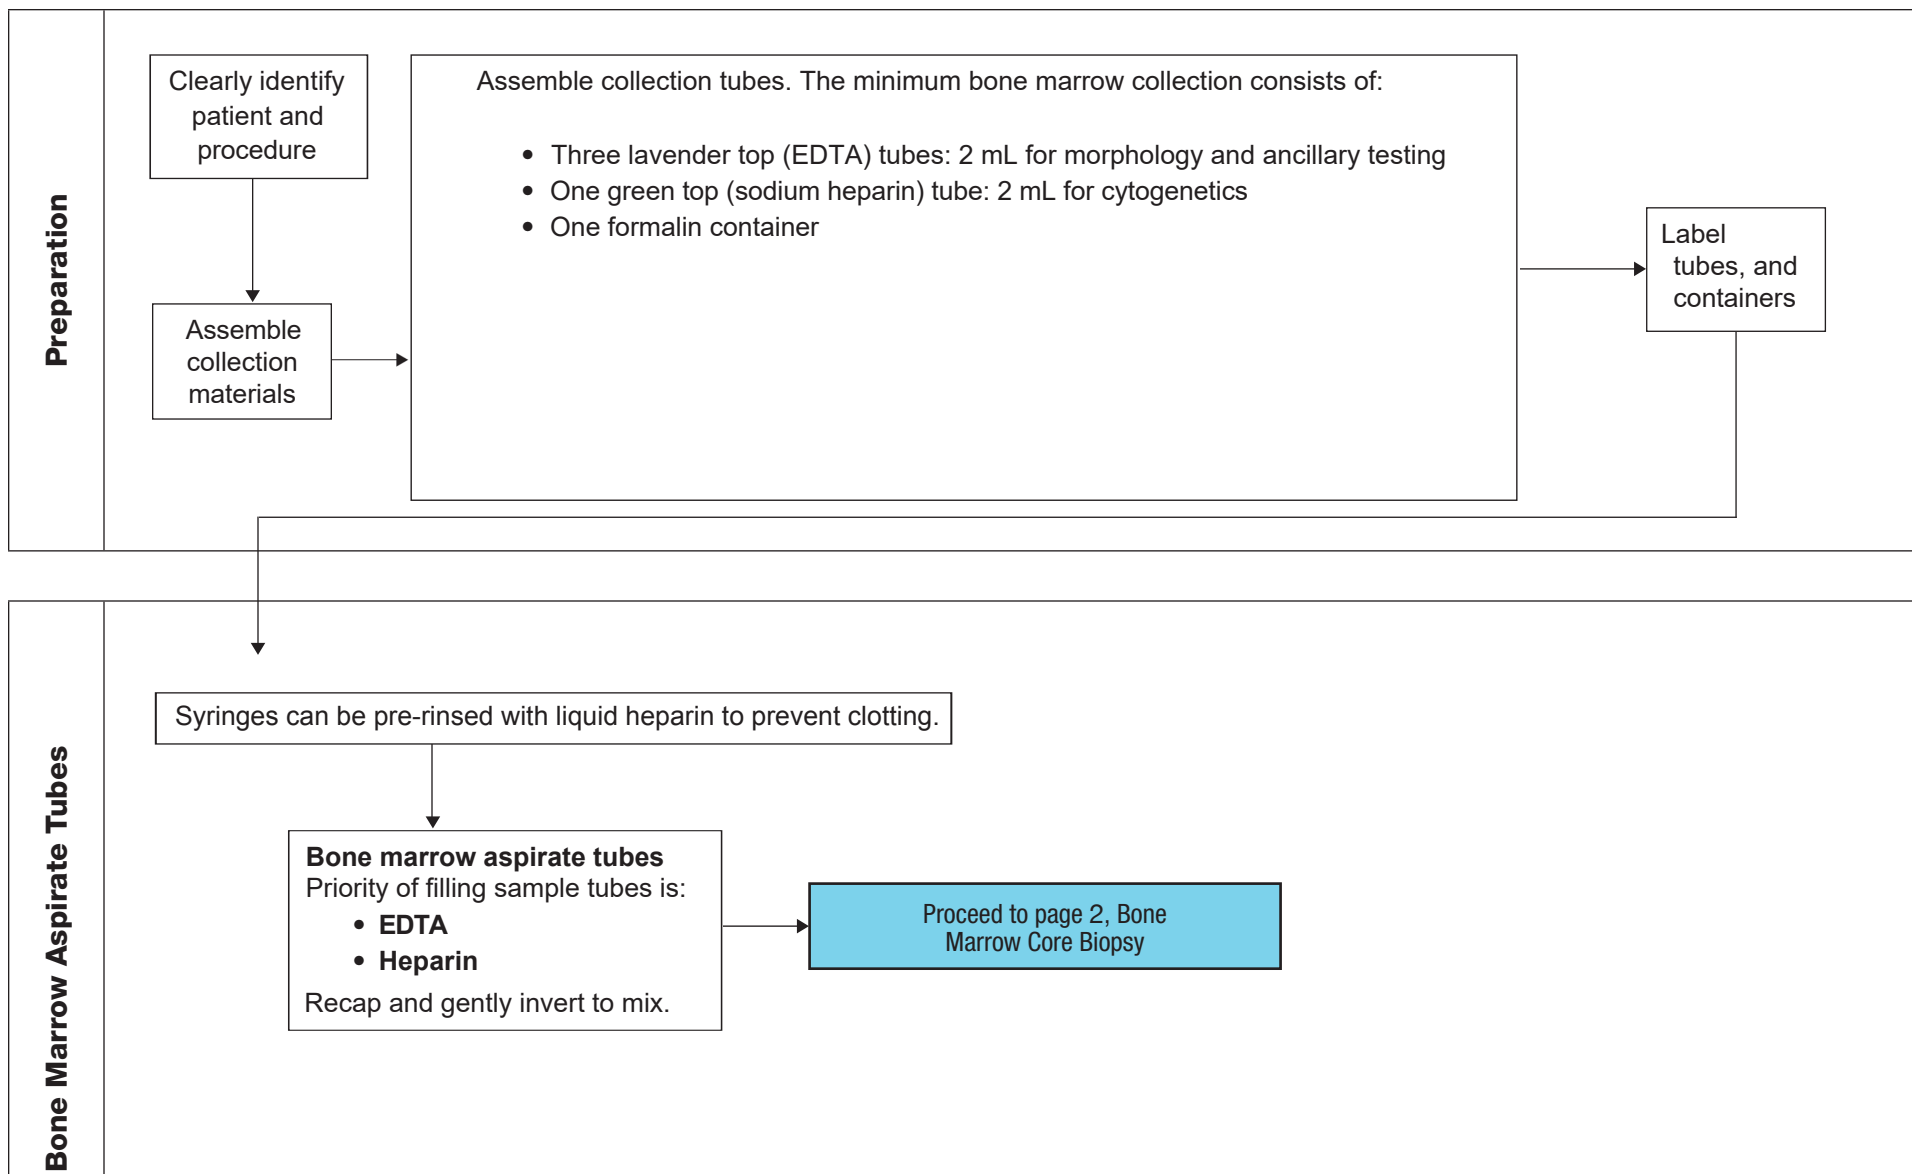 Preparation
Clearly identify
patient and
procedure
Assemble
collection
materials
Assemble collection tubes. The minimum bone marrow collection consists of:
• Three lavender top (EDTA) tubes: 2 mL for morphology and ancillary testing
• One green top (sodium heparin) tube: 2 mL for cytogenetics
• One formalin container
Label
tubes, and
containers
Bone Marrow Aspirate Tubes
Syringes can be pre-rinsed with liquid heparin to prevent clotting.
Bone marrow aspirate tubes
Priority of filling sample tubes is:
• EDTA
• Heparin
Recap and gently invert to mix.
Proceed to page 2, Bone
Marrow Core Biopsy